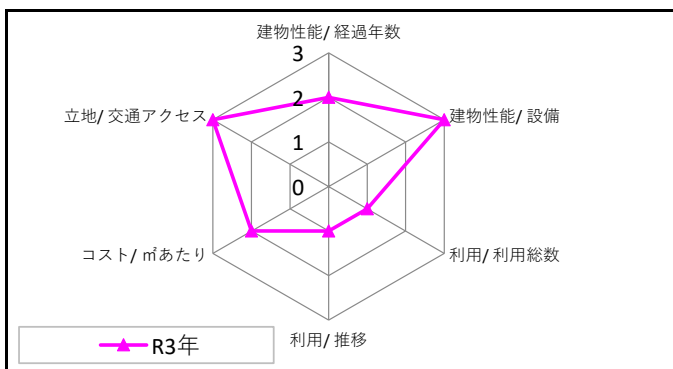 建物性能/ 経過年数
3
立地/ 交通アクセス
2
建物性能/ 設備
1
0
コスト/ ㎡あたり
利用/ 利用総数
利用/ 推移
R3年